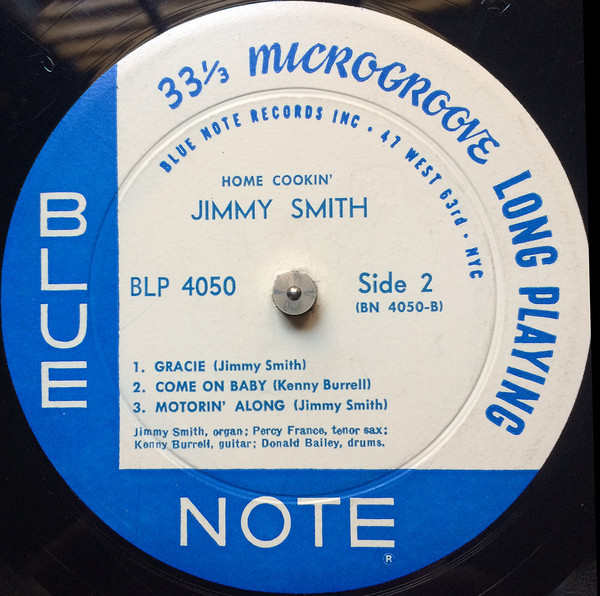 33⅓ MICROGROOVE LONG PLAYING
BLUE NOTE RECORDS INC • 47 WEST 63rd • NYC
HOME COOKIN'
JIMMY SMITH
BLP 4050
Side 2
(BN 4050-B)
1. GRACIE (Jimmy Smith)
2. COME ON BABY (Kenny Burrell)
3. MOTORIN' ALONG (Jimmy Smith)
Jimmy Smith, organ; Percy France, tenor sax;
Kenny Burrell, guitar; Donald Bailey, drums.
BLUE
NOTE
®